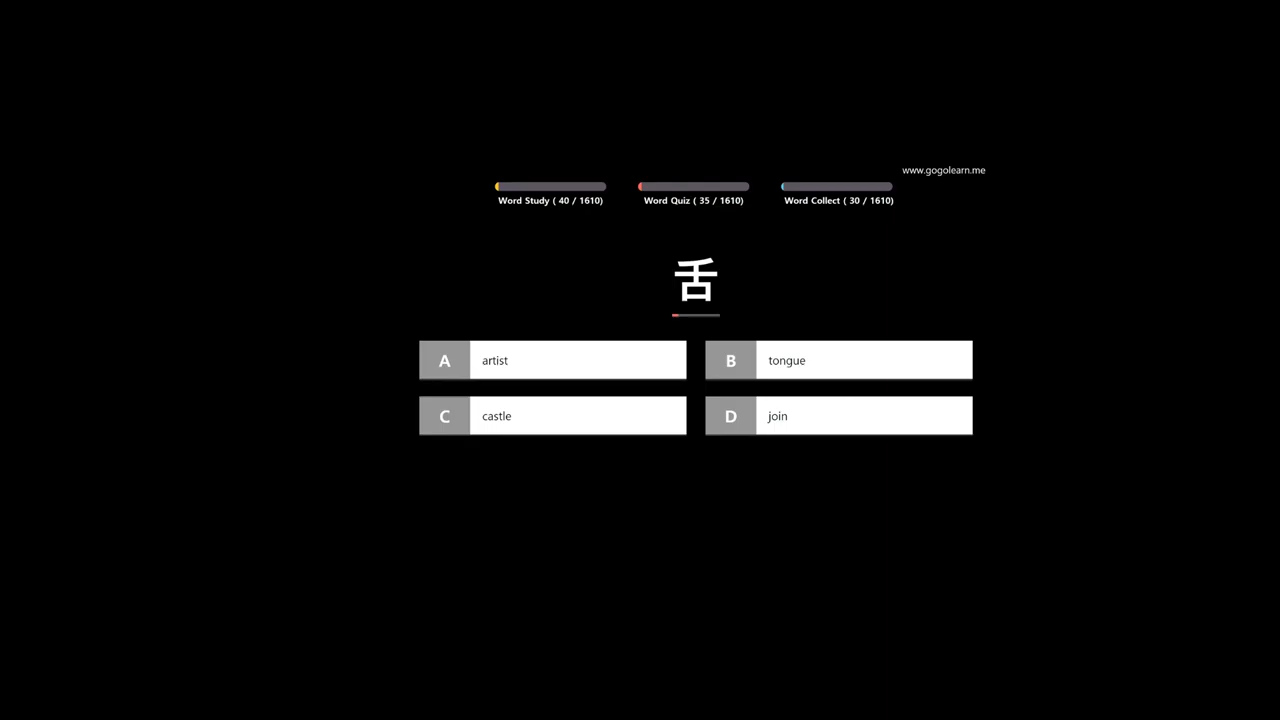 www.gogolearn.me
Word Study ( 40 / 1610)
Word Quiz ( 35 / 1610)
Word Collect ( 30 / 1610)
舌
A artist
B tongue
C castle
D join